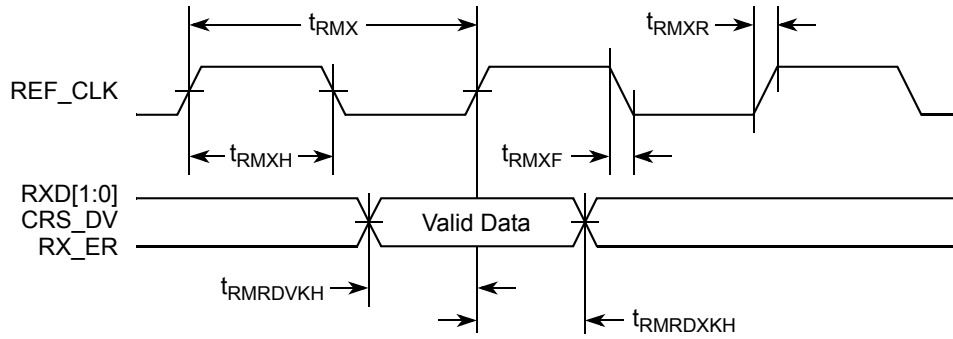 tRMX
tRMXR
REF_CLK
tRMXH
tRMXF
RXD[1:0]
CRS_DV
Valid Data
RX_ER
tRMRDVKH
tRMRDXKH